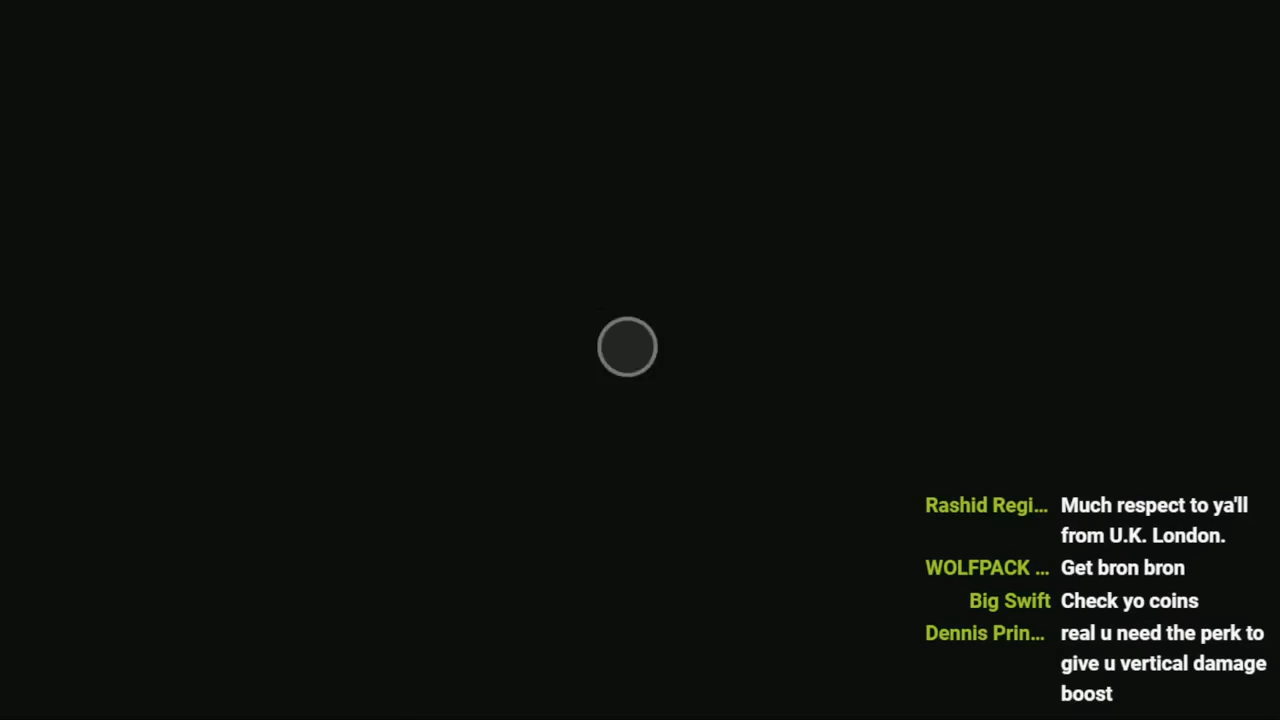 Rashid Regi... Much respect to ya'll
from U.K. London.
WOLFPACK ... Get bron bron
Big Swift Check yo coins
Dennis Prin... real u need the perk to
give u vertical damage
boost